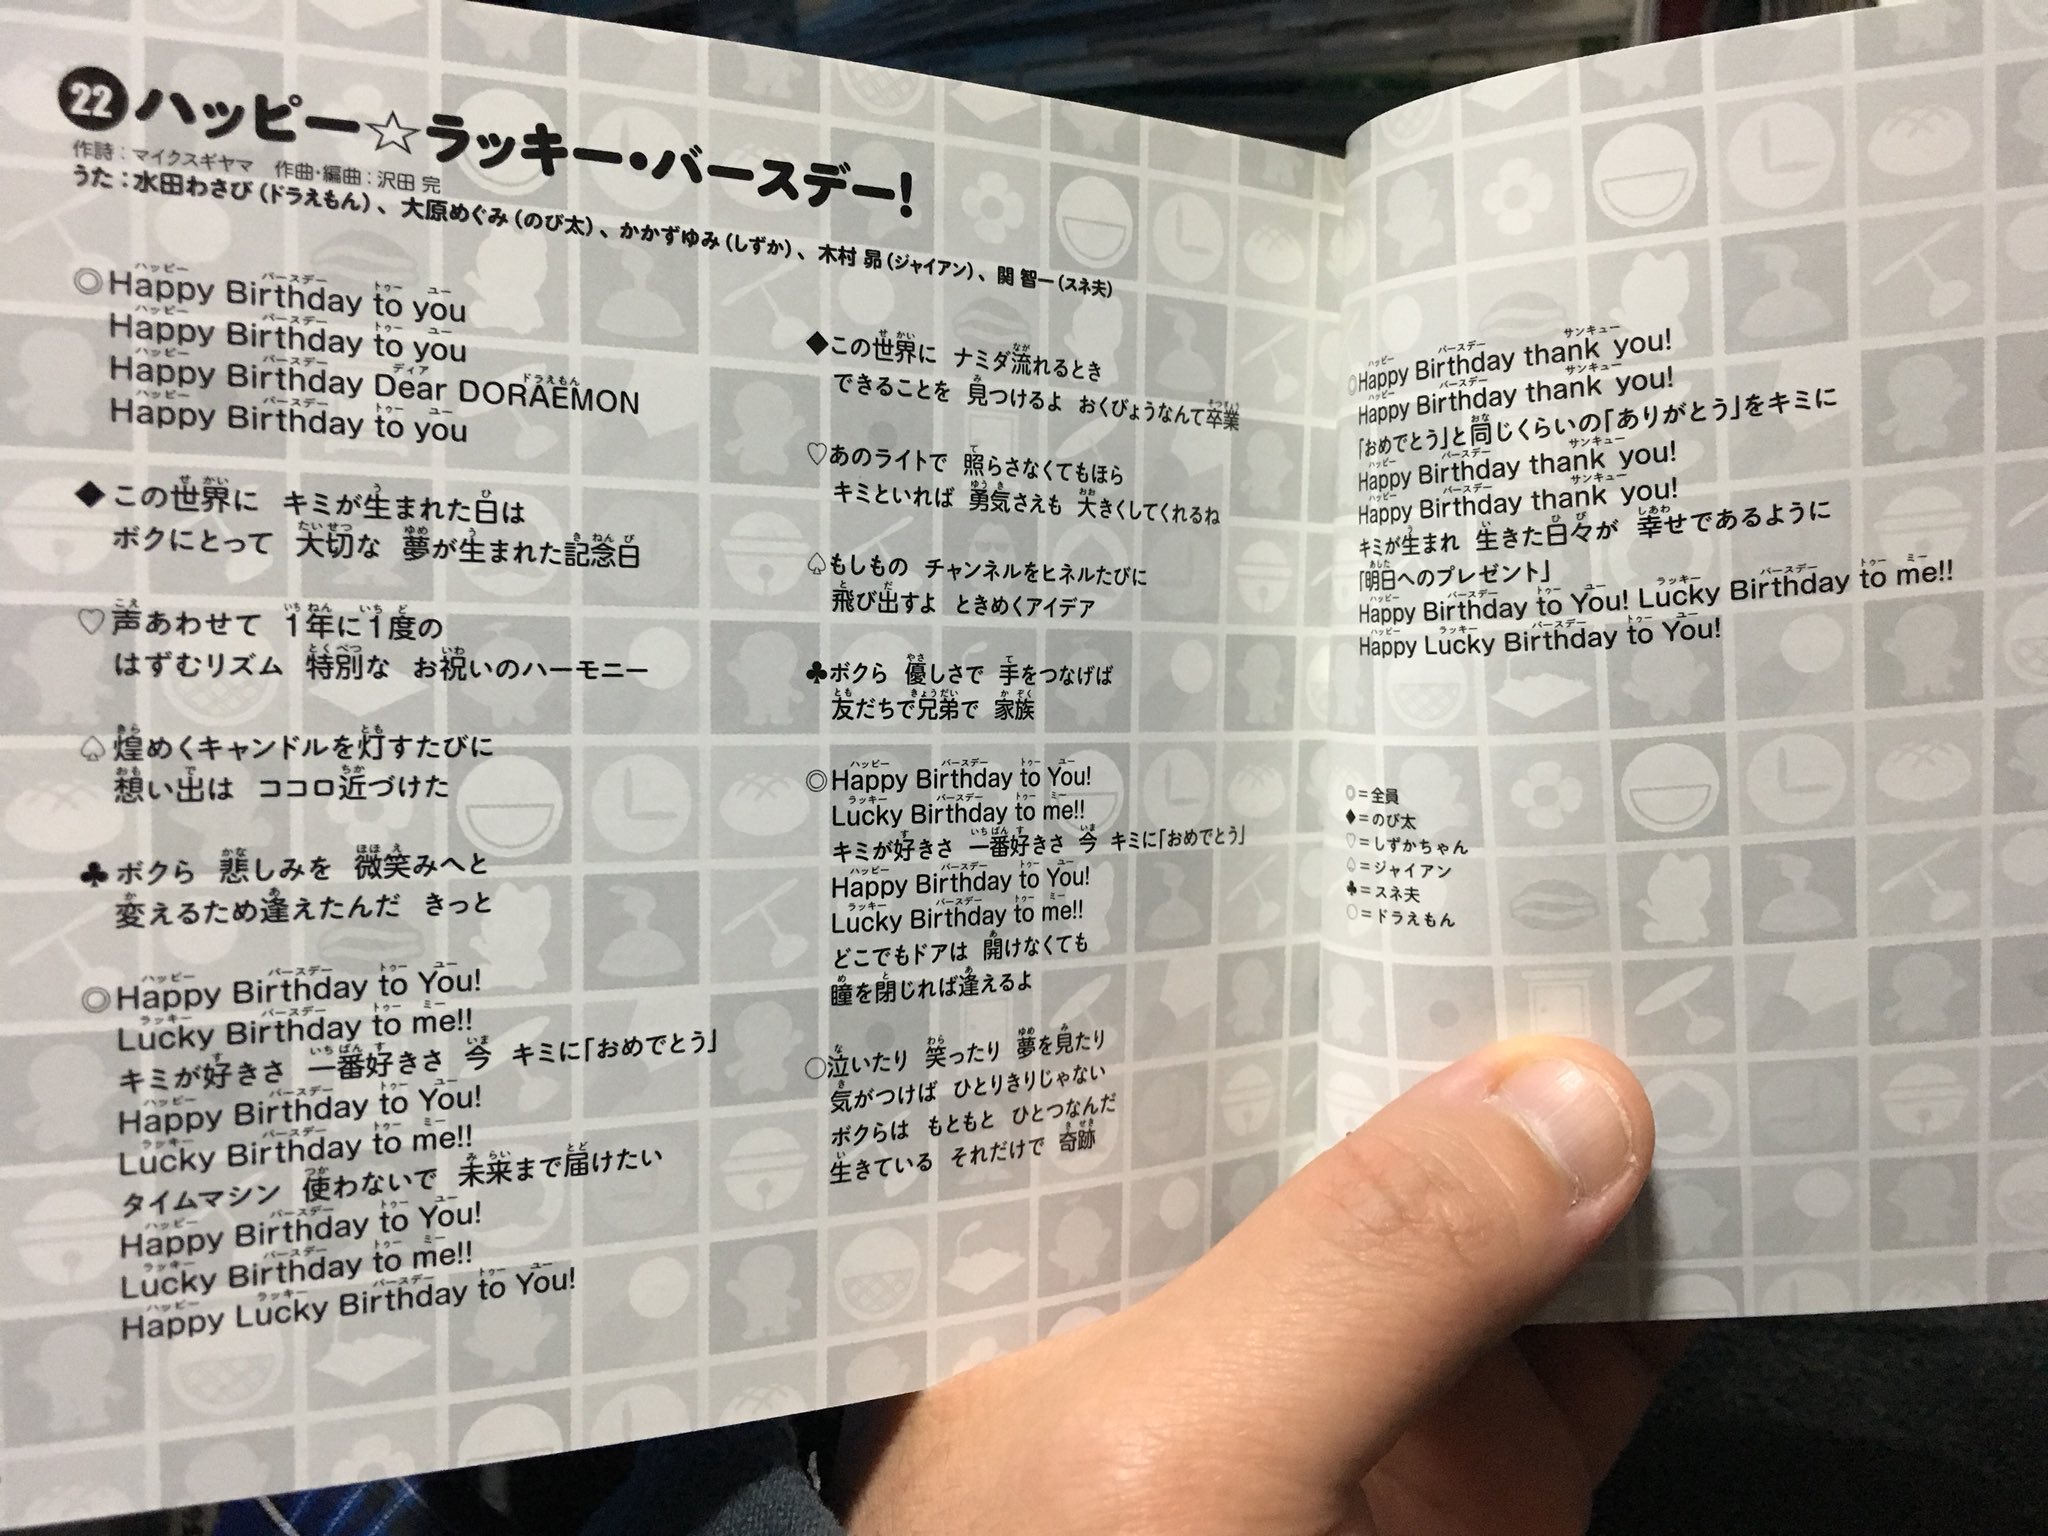 22 ハッピー☆ラッキー・バースデー!
作詩：マイクスギヤマ　作曲・編曲：沢田 完
うた：水田わさび(ドラえもん)、大原めぐみ(のび太)、かかずゆみ(しずか)、木村 昴(ジャイアン)、関 智一(スネ夫)
◎Happy Birthday to you
Happy Birthday to you
Happy Birthday Dear DORAEMON
Happy Birthday to you
◆この世界に　キミが生まれた日は
ボクにとって　大切な　夢が生まれた記念日
♡声あわせて　1年に1度の
はずむリズム　特別な　お祝いのハーモニー
♤煌めくキャンドルを灯すたびに
想い出は　ココロ近づけた
♣ボクら　悲しみを　微笑みへと
変えるため逢えたんだ　きっと
◎Happy Birthday to You!
Lucky Birthday to me!!
キミが好きさ　一番好きさ　今　キミに「おめでとう」
Happy Birthday to You!
Lucky Birthday to me!!
タイムマシン　使わないで　未来まで届けたい
Happy Birthday to You!
Lucky Birthday to me!!
Happy Lucky Birthday to You!
◆この世界に　ナミダ流れるとき
できることを　見つけるよ　おくびょうなんて卒業
♡あのライトで　照らさなくてもほら
キミといれば　勇気さえも　大きくしてくれるね
♤もしもの　チャンネルをヒネルたびに
飛び出すよ　ときめくアイデア
♣ボクら　優しさで　手をつなげば
友だちで兄弟で　家族
◎Happy Birthday to You!
Lucky Birthday to me!!
キミが好きさ　一番好きさ　今　キミに「おめでとう」
Happy Birthday to You!
Lucky Birthday to me!!
どこでもドアは　開けなくても
瞳を閉じれば逢えるよ
○泣いたり　笑ったり　夢を見たり
気がつけば　ひとりきりじゃない
ボクらは　もともと　ひとつなんだ
生きている　それだけで　奇跡
◎Happy Birthday thank you!
Happy Birthday thank you!
「おめでとう」と同じくらいの「ありがとう」をキミに
Happy Birthday thank you!
Happy Birthday thank you!
キミが生まれ　生きた日々が　幸せであるように
「明日へのプレゼント」
Happy Birthday to You! Lucky Birthday to me!!
Happy Lucky Birthday to You!
◎=全員
◆=のび太
♡=しずかちゃん
♤=ジャイアン
♣=スネ夫
○=ドラえもん